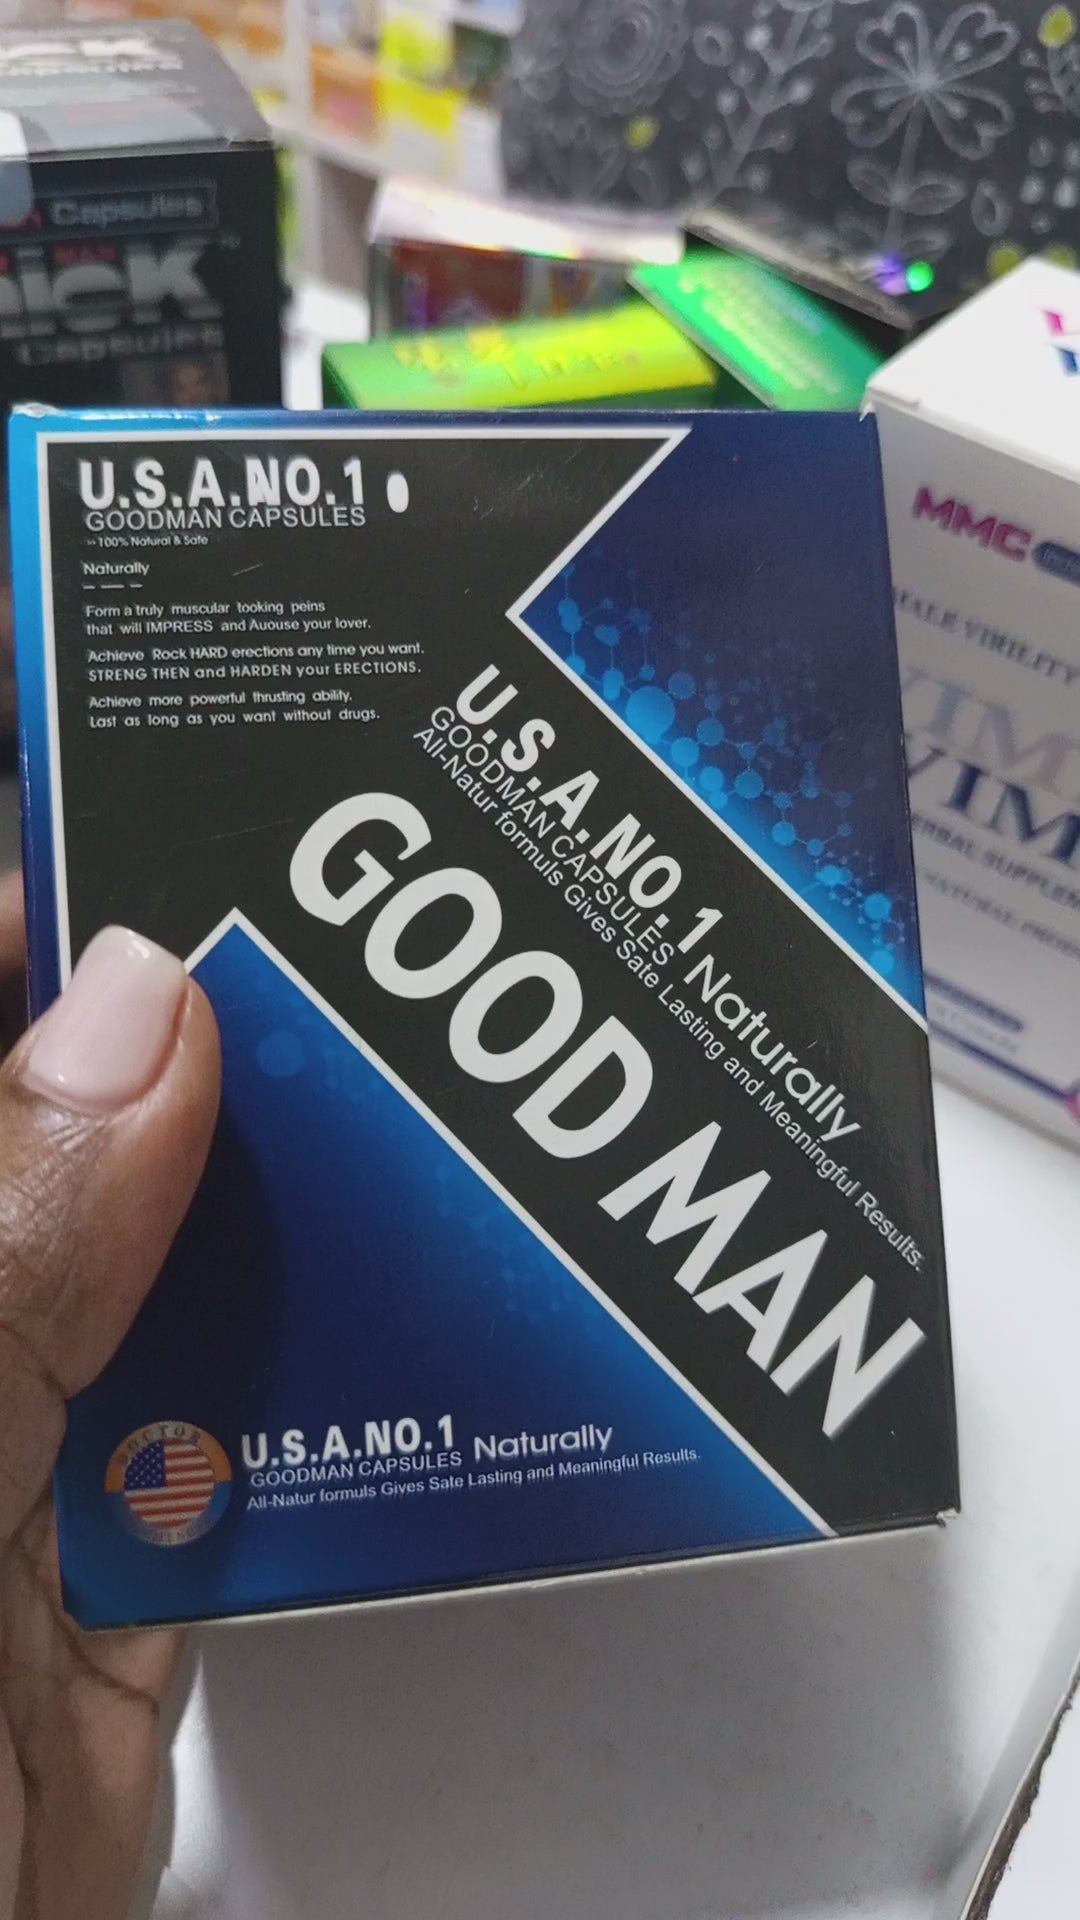 Capsules
Capsules
U.S.A.NO.1
GOODMAN CAPSULES
100% Natural & Safe
Naturally
Form a truly muscular tooking peins
that will IMPRESS and Auouse your lover.
Achieve Rock HARD erections any time you want.
STRENG THEN and HARDEN your ERECTIONS.
Achieve more powerful thrusting ability.
Last as long as you want without drugs.
U.S.A.NO.1 Naturally
GOODMAN CAPSULES
All-Natur formuls Gives Sate Lasting and Meaningful Results.
GOOD MAN
DOCTOR
U.S.A.NO.1 Naturally
GOODMAN CAPSULES
All-Natur formuls Gives Sate Lasting and Meaningful Results.
MMC
VIRILITY
VIM